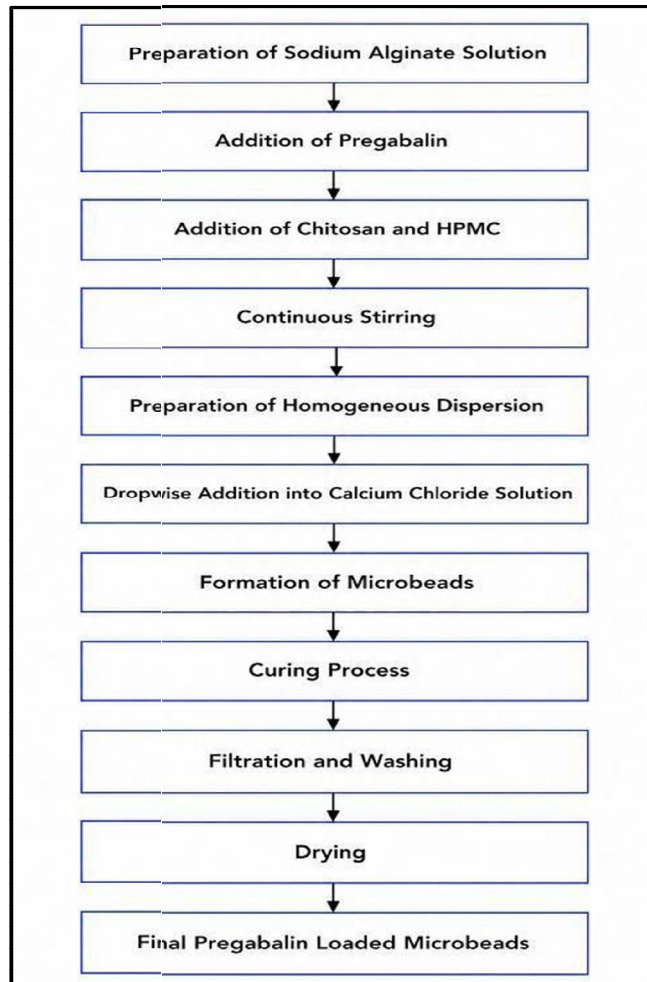 Preparation of Sodium Alginate Solution
Addition of Pregabalin
Addition of Chitosan and HPMC
Continuous Stirring
Preparation of Homogeneous Dispersion
Dropwise Addition into Calcium Chloride Solution
Formation of Microbeads
Curing Process
Filtration and Washing
Drying
Final Pregabalin Loaded Microbeads